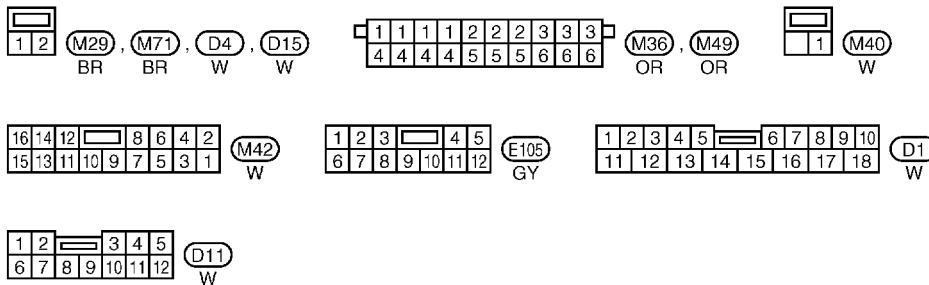 1 2 M29 , M71 , D4 , D15
BR BR W W
1 1 1 1 2 2 2 3 3 3
4 4 4 4 5 5 5 6 6 6
M36 , M49
OR OR
1 M40
W
16 14 12 8 6 4 2
15 13 11 10 9 7 5 3 1
M42
W
1 2 3 4 5
6 7 8 9 10 11 12
E105
GY
1 2 3 4 5 6 7 8 9 10
11 12 13 14 15 16 17 18
D1
W
1 2 3 4 5
6 7 8 9 10 11 12
D11
W